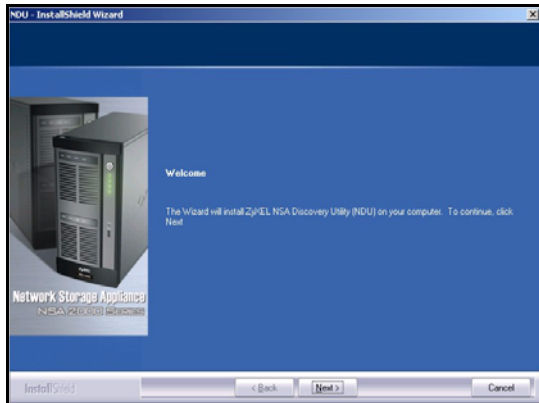 NDU - InstallShield Wizard
Welcome
The Wizard will install ZyXEL NSA Discovery Utility (NDU) on your computer. To continue, click
Next
Network Storage Appliance
NSA 2000 Series
InstallShield
< Back
Next >
Cancel